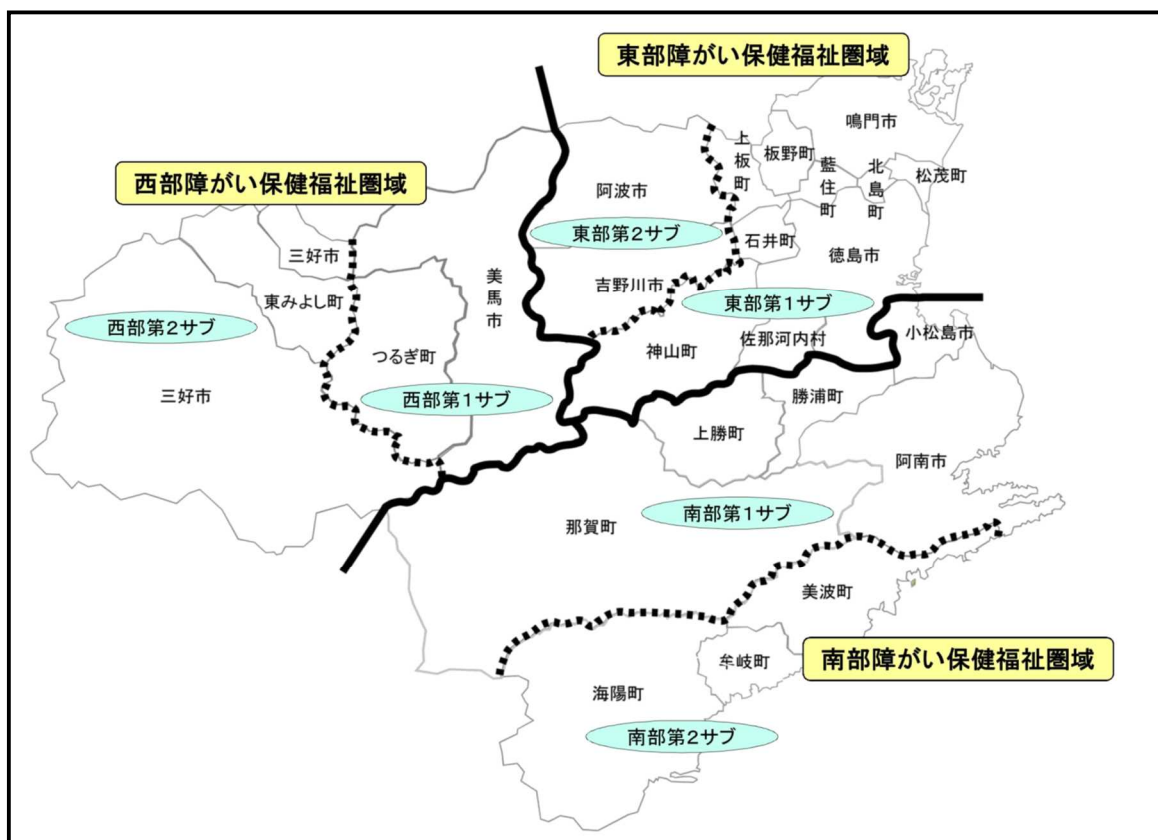 東部障がい保健福祉圏域
鳴門市
上板町
板野町
藍住町
北島町
松茂町
西部障がい保健福祉圏域
阿波市
東部第2サブ
石井町
徳島市
三好市
美馬市
吉野川市
東みよし町
東部第1サブ
西部第2サブ
小松島市
佐那河内村
神山町
つるぎ町
三好市
西部第1サブ
勝浦町
上勝町
阿南市
南部第1サブ
那賀町
美波町
牟岐町
南部障がい保健福祉圏域
海陽町
南部第2サブ